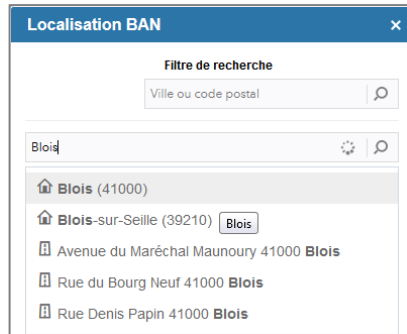 Localisation BAN ×
Filtre de recherche
Ville ou code postal
Blois
Blois (41000)
Blois-sur-Seille (39210) Blois
Avenue du Maréchal Maunoury 41000 Blois
Rue du Bourg Neuf 41000 Blois
Rue Denis Papin 41000 Blois